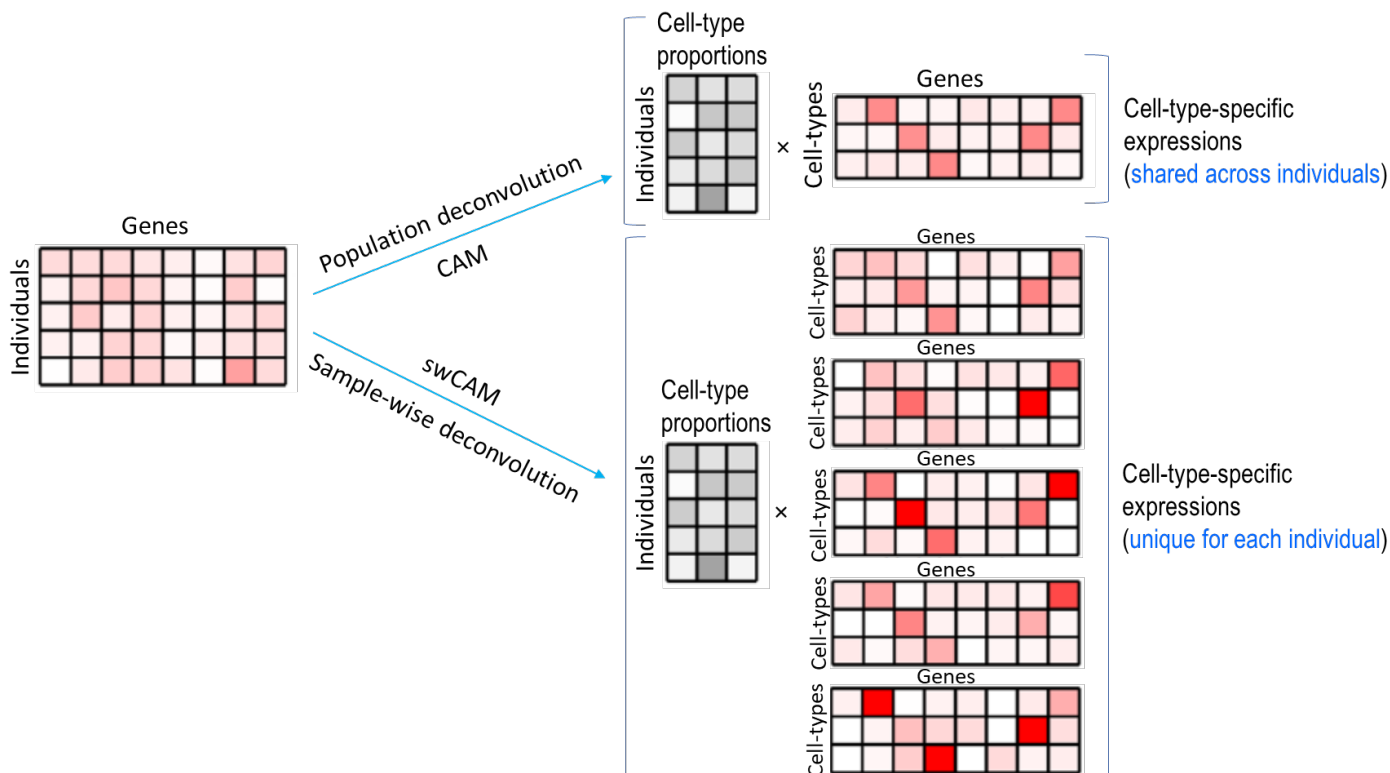 Genes
Individuals
Population deconvolution
CAM
swCAM
Sample-wise deconvolution
Cell-type
proportions
Individuals
×
Genes
Cell-types
Cell-type-specific
expressions
(shared across individuals)
Cell-type
proportions
Individuals
×
Genes
Cell-types
Genes
Cell-types
Genes
Cell-types
Genes
Cell-types
Genes
Cell-types
Cell-type-specific
expressions
(unique for each individual)